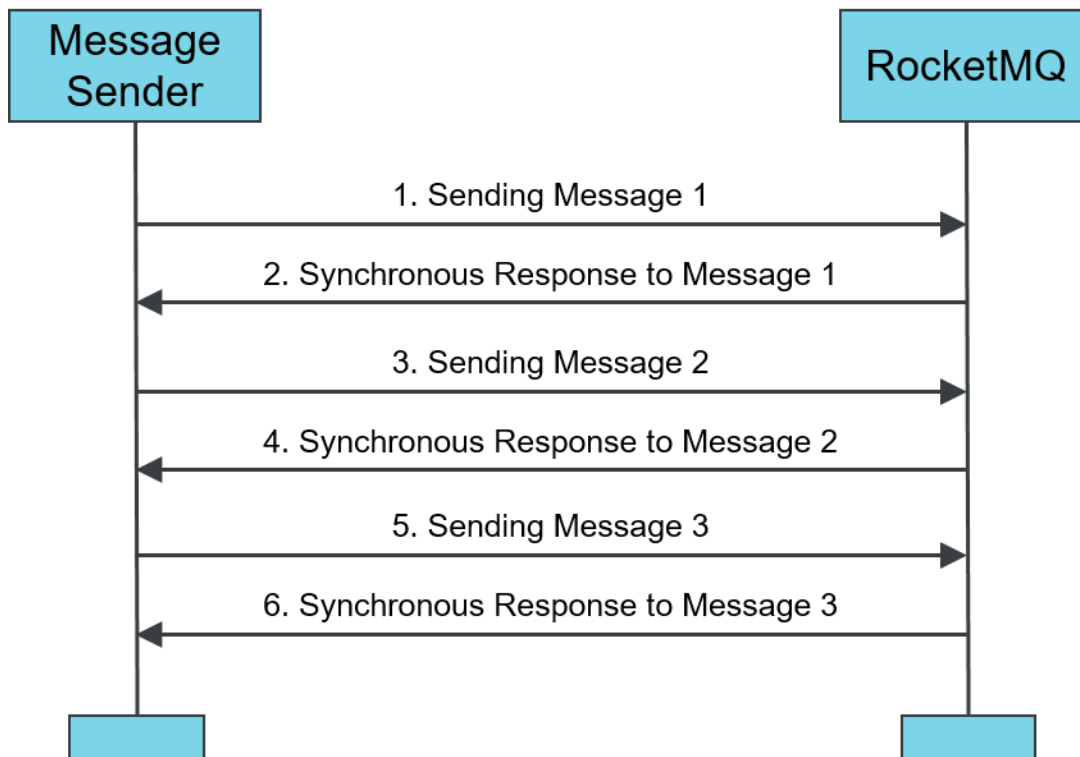 Message
Sender
RocketMQ
1. Sending Message 1
2. Synchronous Response to Message 1
3. Sending Message 2
4. Synchronous Response to Message 2
5. Sending Message 3
6. Synchronous Response to Message 3